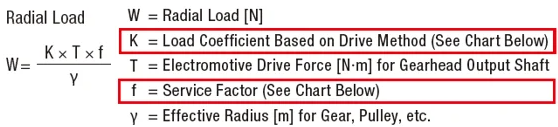 Radial Load
W = K × T × f / γ
W = Radial Load [N]
K = Load Coefficient Based on Drive Method (See Chart Below)
T = Electromotive Drive Force [N·m] for Gearhead Output Shaft
f = Service Factor (See Chart Below)
γ = Effective Radius [m] for Gear, Pulley, etc.